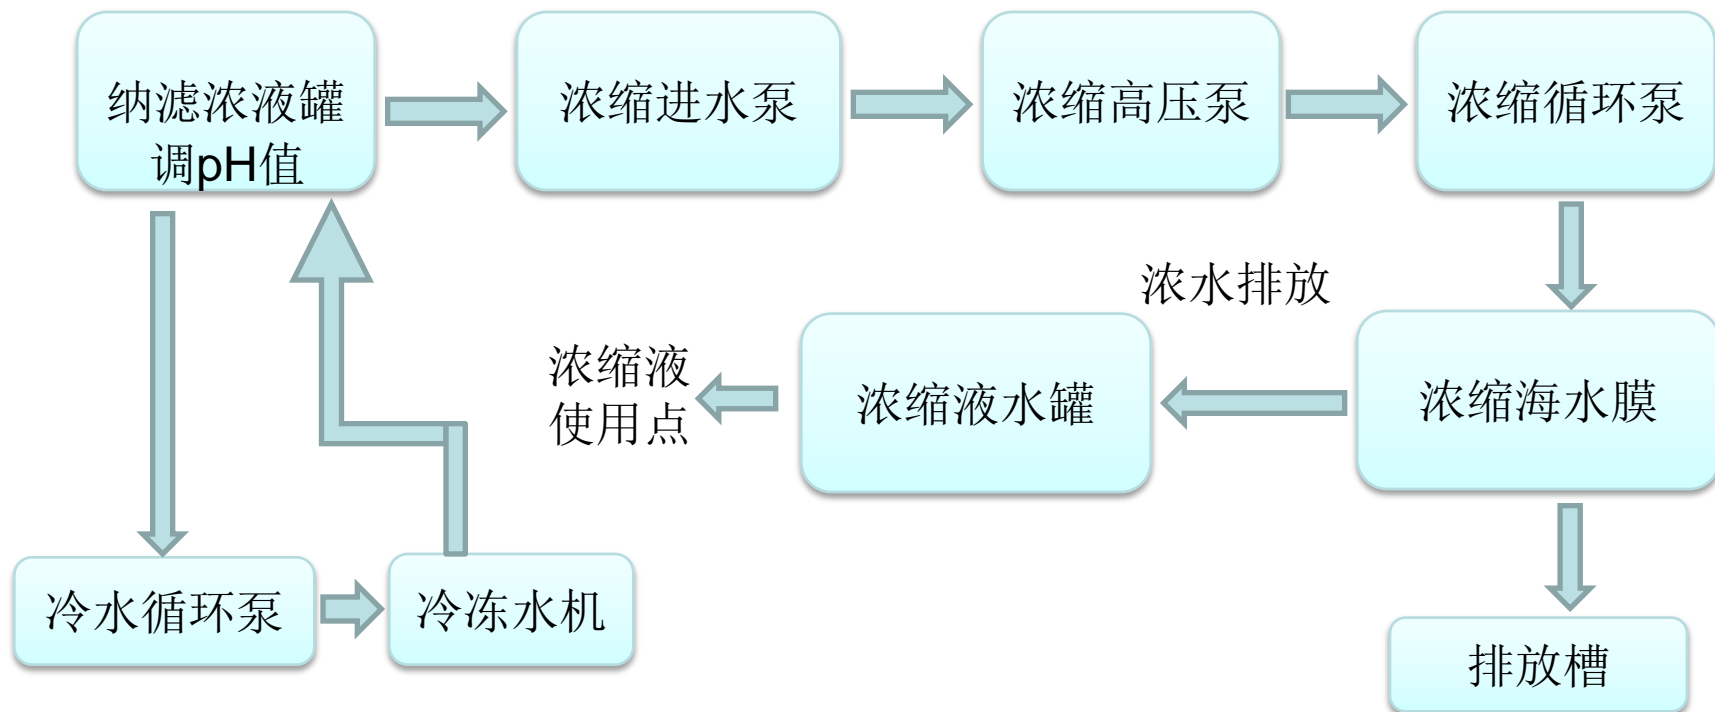 纳滤浓液罐
调pH值
浓缩进水泵
浓缩高压泵
浓缩循环泵
浓水排放
浓缩液
使用点
浓缩液水罐
浓缩海水膜
冷水循环泵
冷冻水机
排放槽